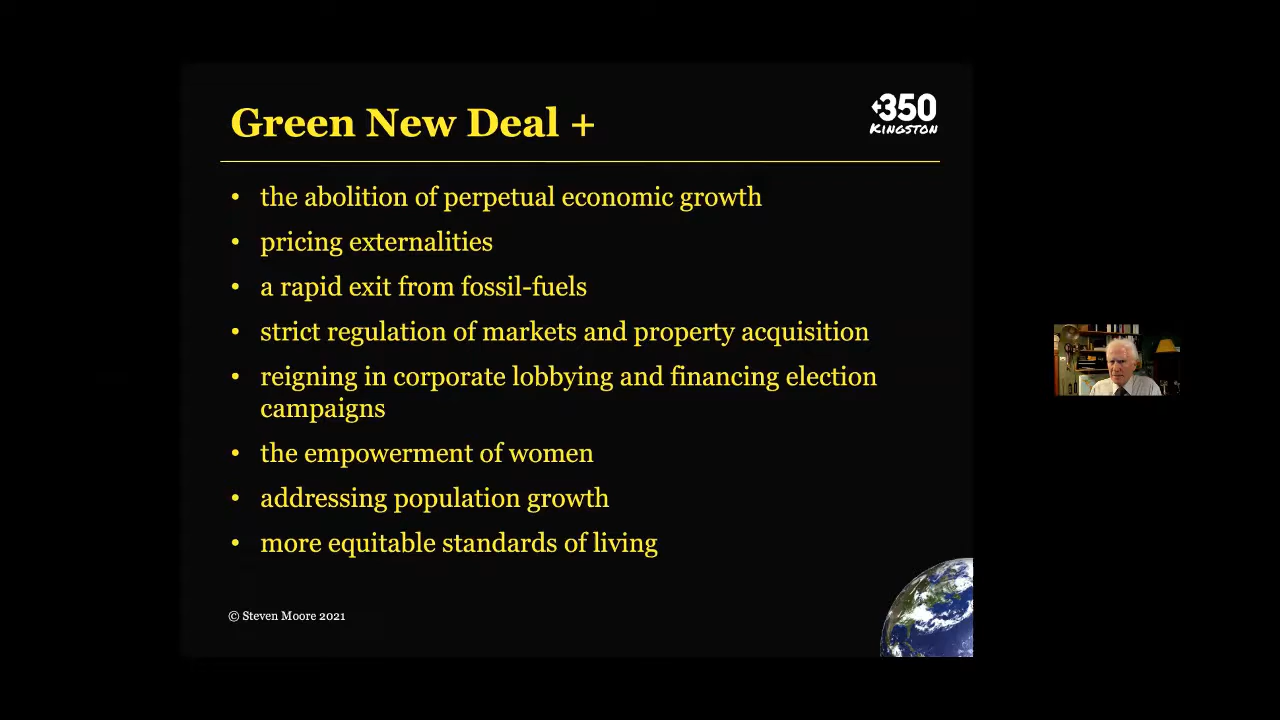 Green New Deal +
350
KINGSTON
• the abolition of perpetual economic growth
• pricing externalities
• a rapid exit from fossil-fuels
• strict regulation of markets and property acquisition
• reigning in corporate lobbying and financing election
campaigns
• the empowerment of women
• addressing population growth
• more equitable standards of living
© Steven Moore 2021